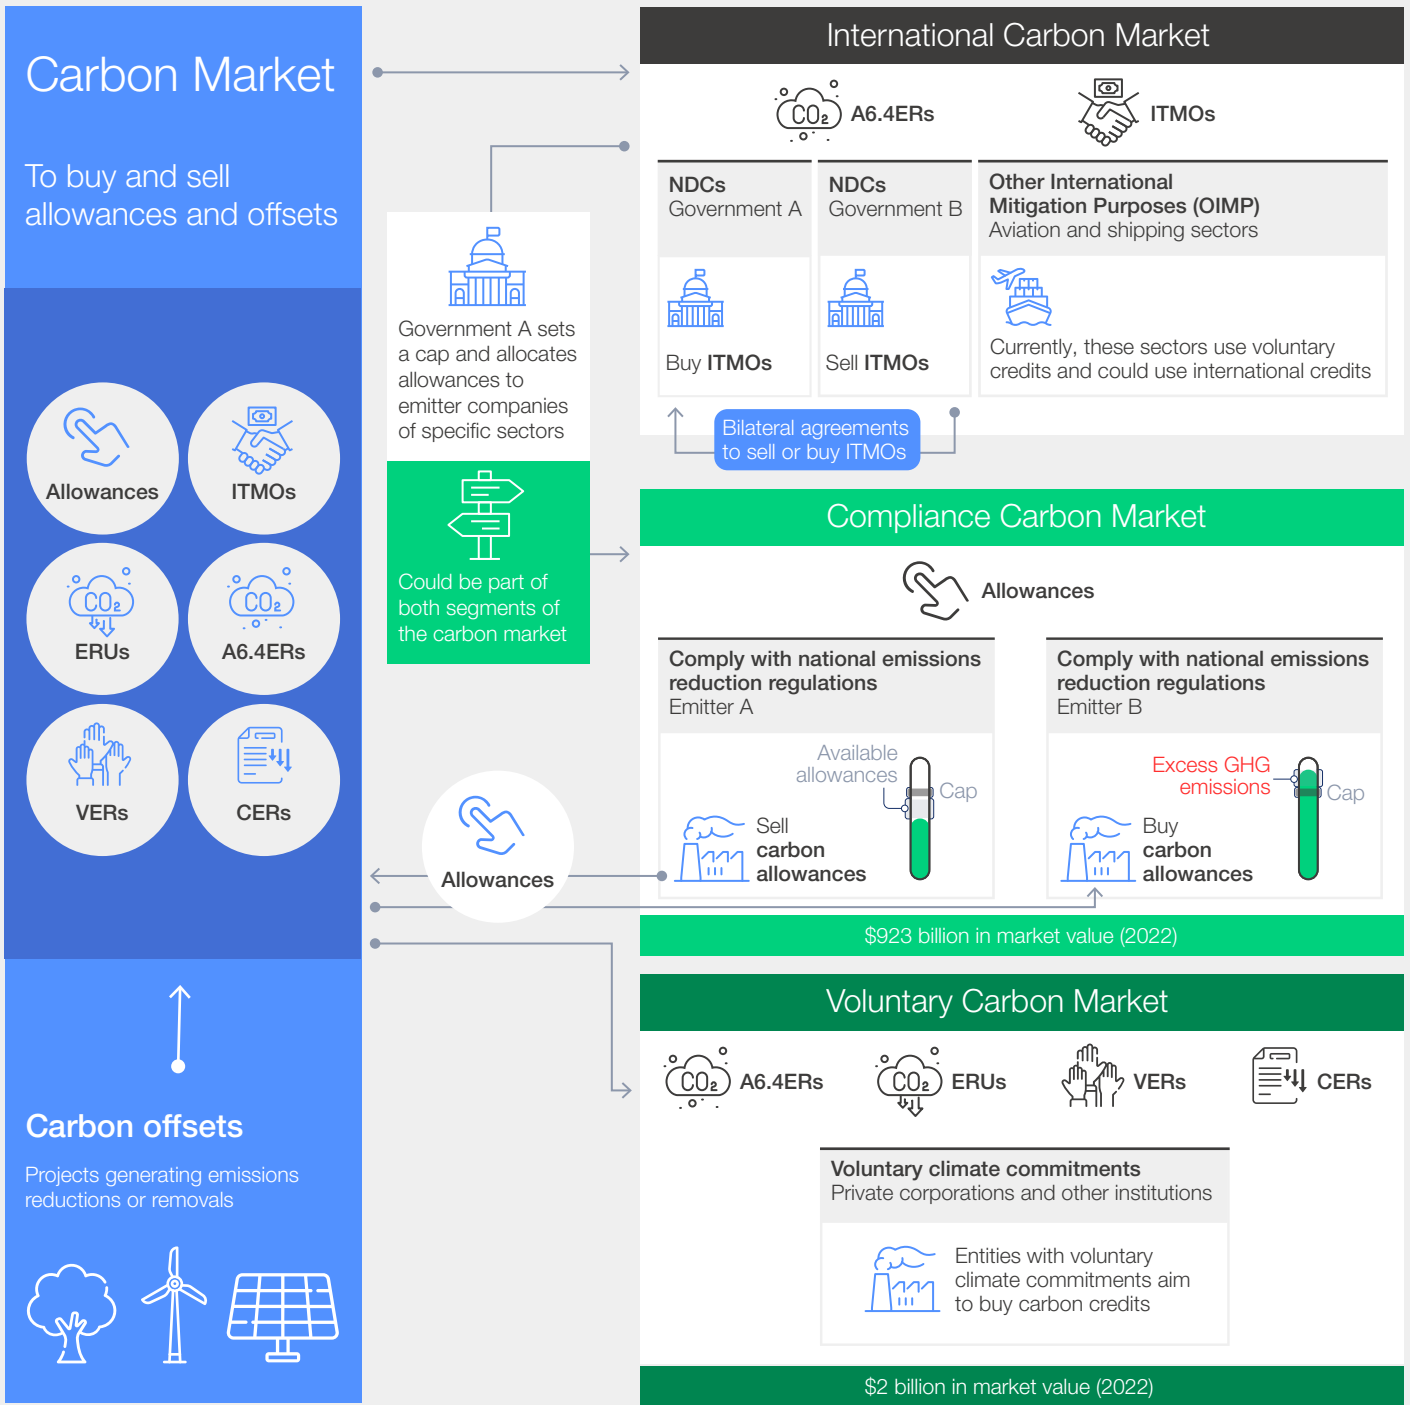 Carbon Market
To buy and sell
allowances and offsets
Allowances
ITMOs
CO₂
ERUs
CO₂
A6.4ERs
VERs
CERs
Carbon offsets
Projects generating emissions
reductions or removals
Government A sets
a cap and allocates
allowances to
emitter companies
of specific sectors
Could be part of
both segments of
the carbon market
Allowances
International Carbon Market
CO₂
A6.4ERs
ITMOs
NDCs
Government A
Buy ITMOs
NDCs
Government B
Sell ITMOs
Other International
Mitigation Purposes (OIMP)
Aviation and shipping sectors
Currently, these sectors use voluntary
credits and could use international credits
Bilateral agreements
to sell or buy ITMOs
Compliance Carbon Market
Allowances
Comply with national emissions
reduction regulations
Emitter A
Available
allowances
Cap
Sell
carbon
allowances
Comply with national emissions
reduction regulations
Emitter B
Excess GHG
emissions
Cap
Buy
carbon
allowances
$923 billion in market value (2022)
Voluntary Carbon Market
CO₂
A6.4ERs
CO₂
ERUs
VERs
CERs
Voluntary climate commitments
Private corporations and other institutions
Entities with voluntary
climate commitments aim
to buy carbon credits
$2 billion in market value (2022)